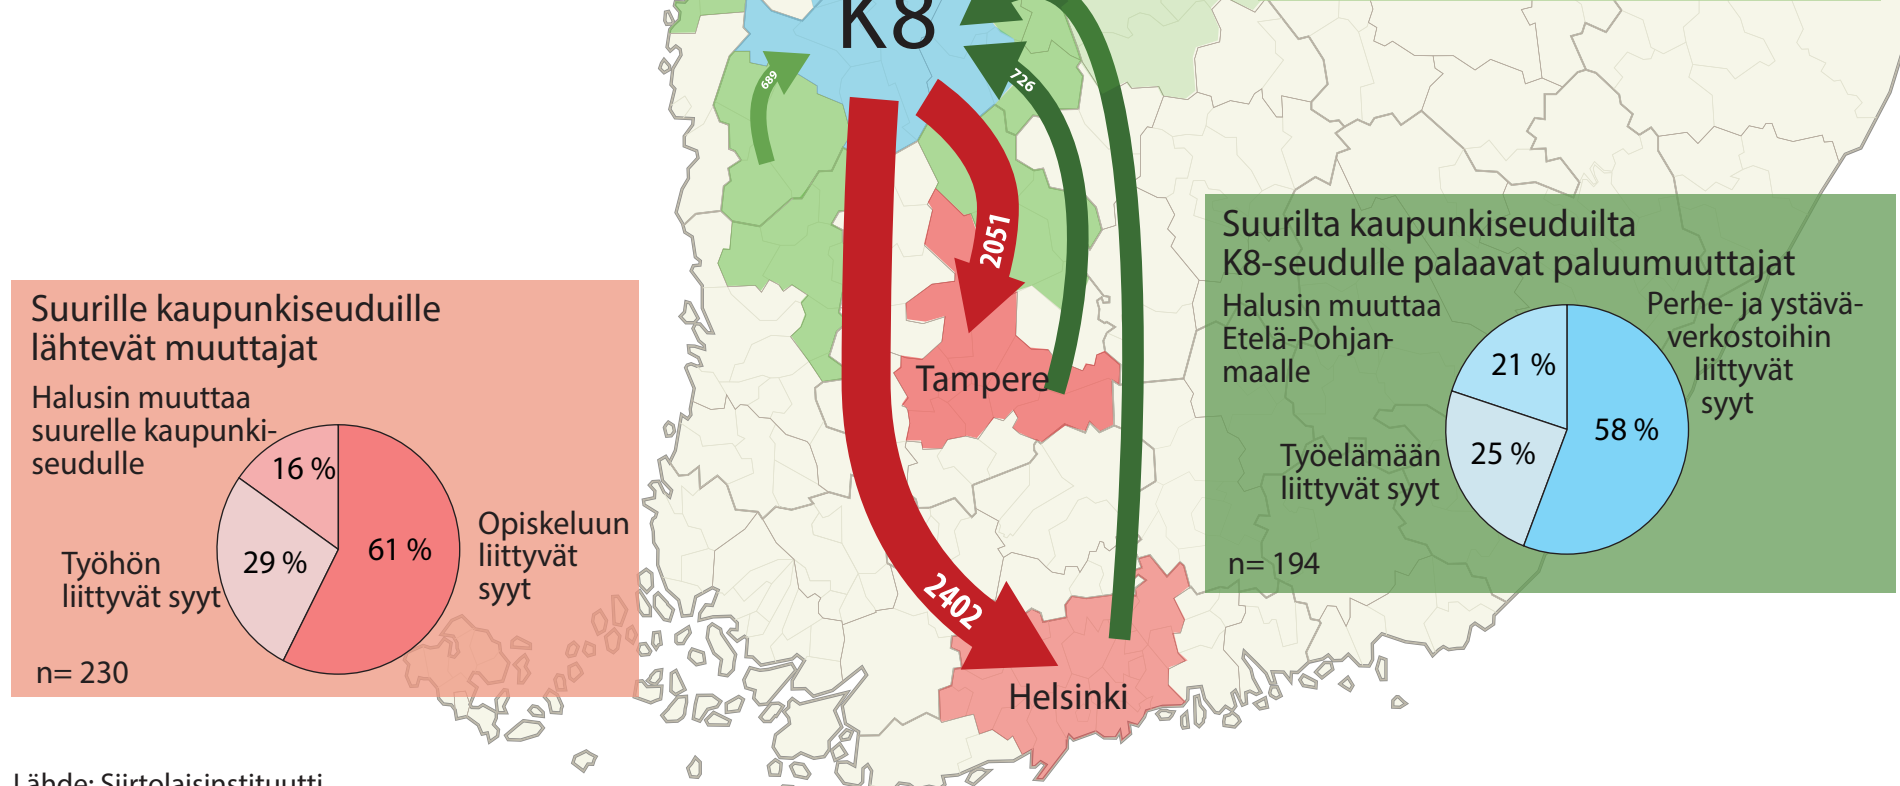 K8
689
726
2051
Suurilta kaupunkiseuduilta
K8-seudulle palaavat paluumuuttajat
Halusin muuttaa
Etelä-Pohjan-
maalle
21 %
Perhe- ja ystävä-
verkostoihin
liittyvät
syyt
58 %
Työelämään
liittyvät syyt
25 %
n= 194
Suurille kaupunkiseuduille
lähtevät muuttajat
Halusin muuttaa
suurelle kaupunki-
seudulle
16 %
Työhön
liittyvät syyt
29 %
61 %
Opiskeluun
liittyvät
syyt
n= 230
Tampere
2402
Helsinki
Lähde: Siirtolaisinstituutti